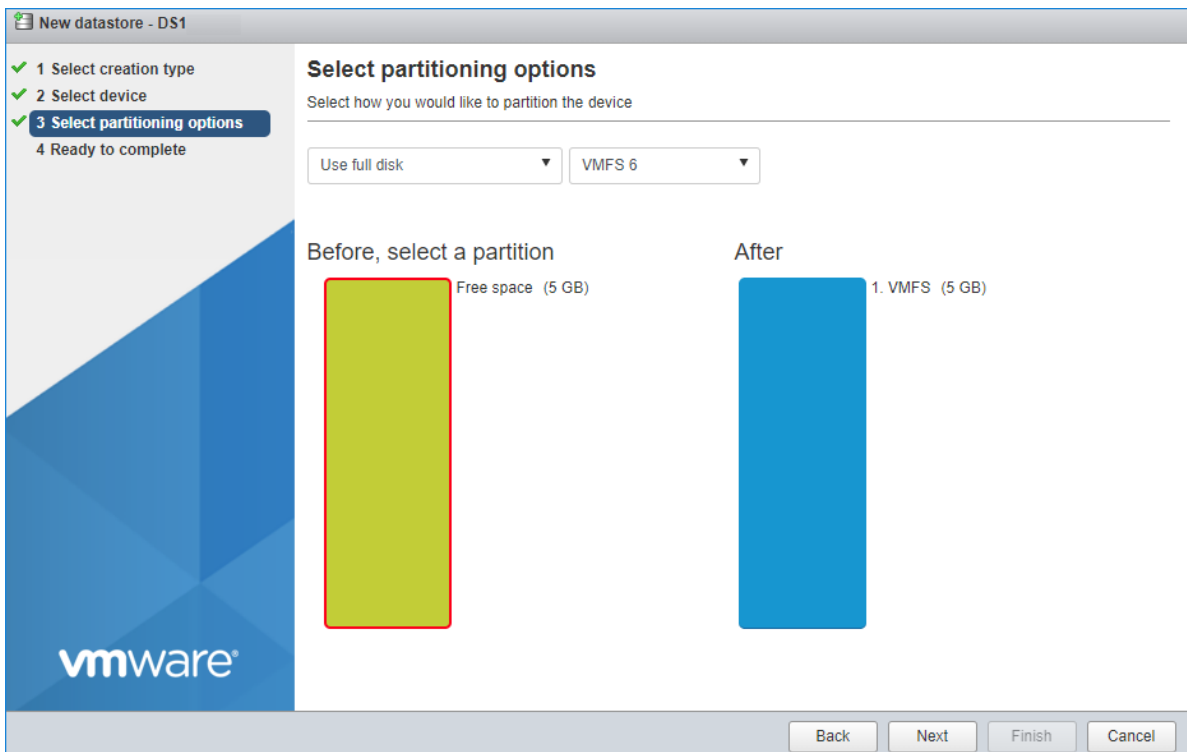 New datastore - DS1
1 Select creation type
2 Select device
3 Select partitioning options
4 Ready to complete
Select partitioning options
Select how you would like to partition the device
Use full disk
VMFS 6
Before, select a partition
Free space (5 GB)
After
1. VMFS (5 GB)
vmware®
Back
Next
Finish
Cancel